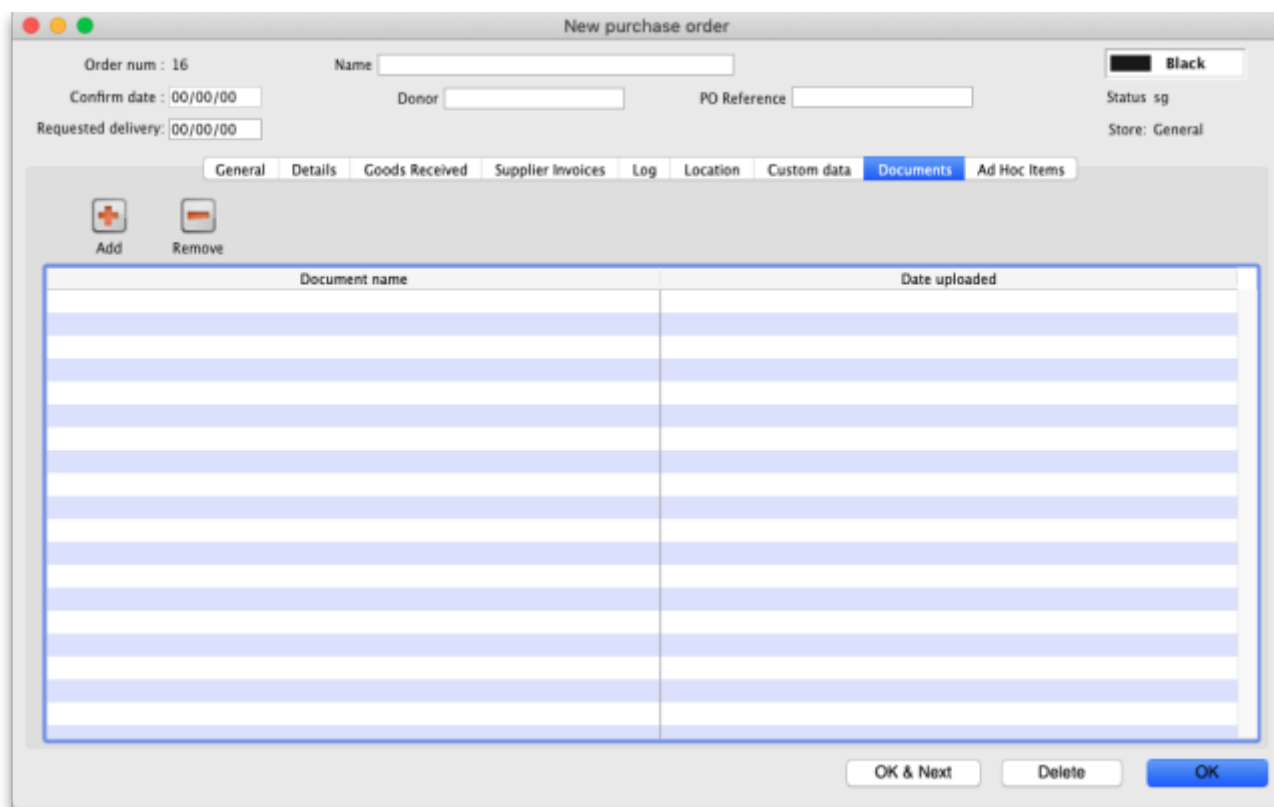 New purchase order
Order num : 16 Name Black
Confirm date : 00/00/00 Donor PO Reference Status sg
Requested delivery: 00/00/00 Store: General
General Details Goods Received Supplier Invoices Log Location Custom data Documents Ad Hoc Items
Add Remove
Document name Date uploaded
OK & Next Delete OK